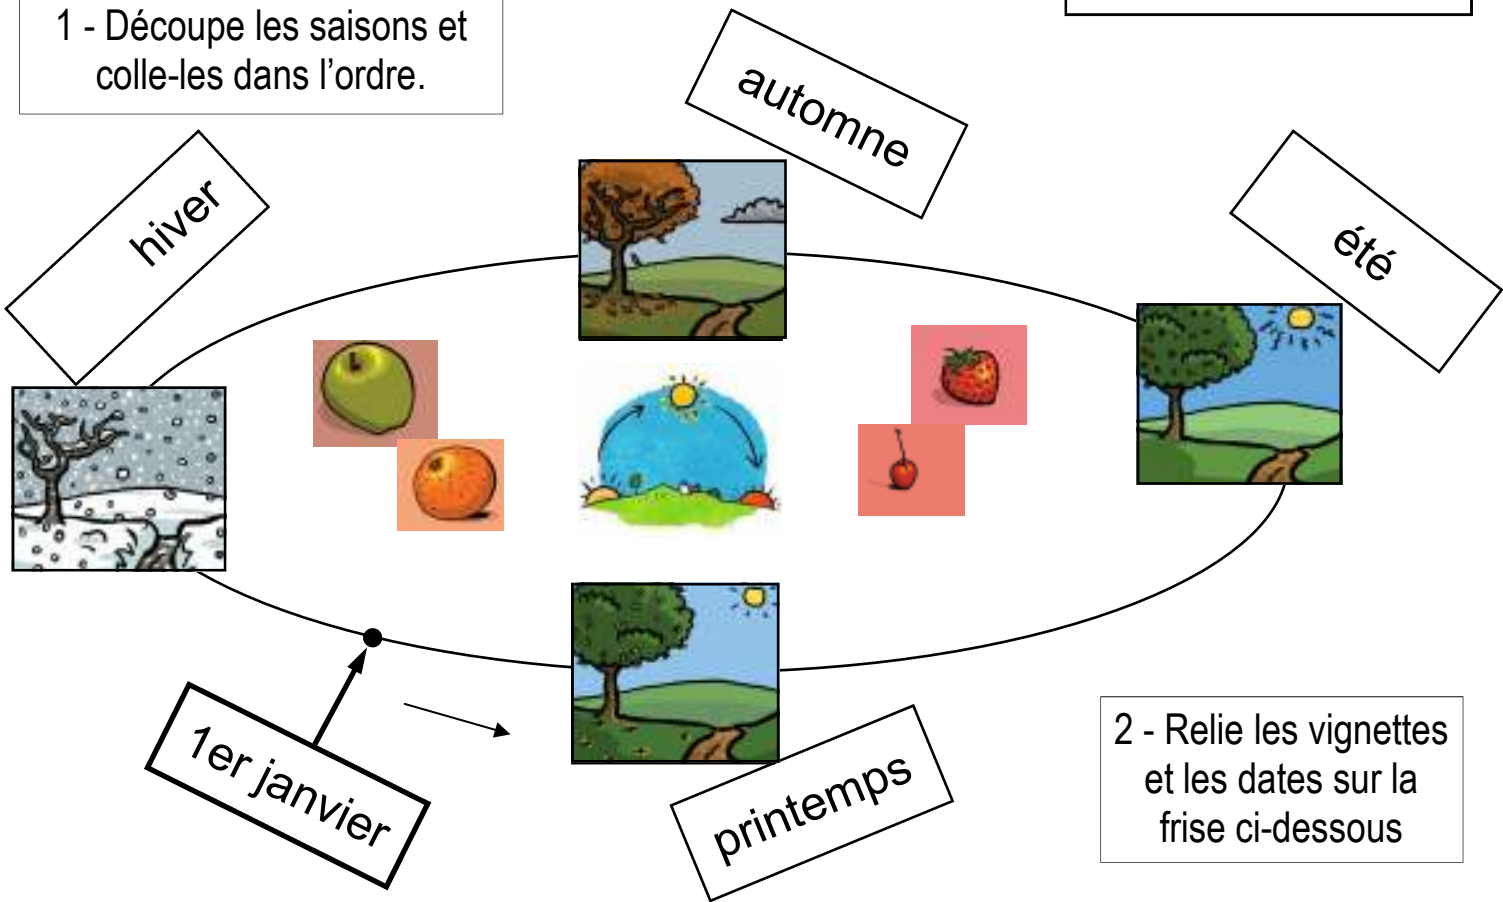 1 - Découpe les saisons et
colle-les dans l’ordre.
automne
hiver
été
1er janvier
printemps
2 - Relie les vignettes
et les dates sur la
frise ci-dessous